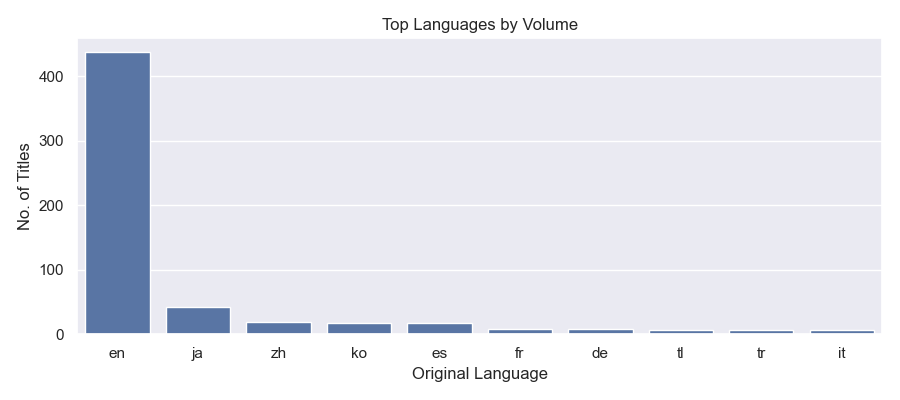 Top Languages by Volume
No. of Titles
400
300
200
100
0
en ja zh ko es fr de tl tr it
Original Language